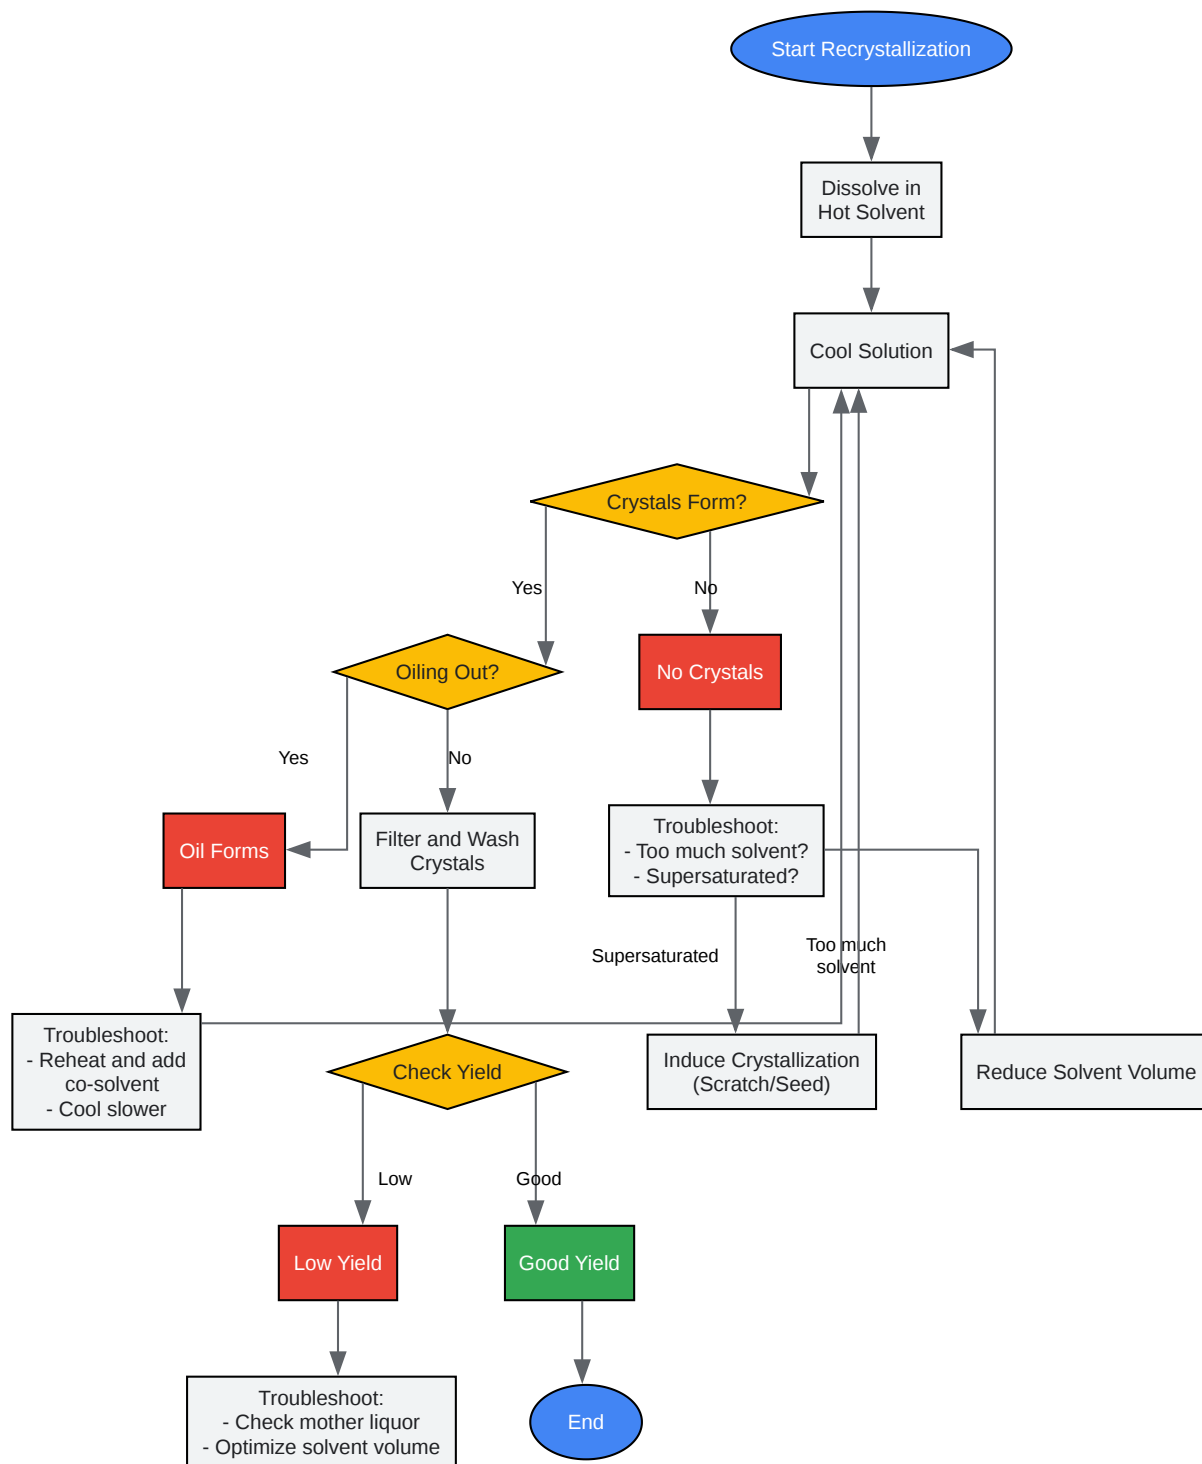 Start Recrystallization
Dissolve in
Hot Solvent
Cool Solution
Crystals Form?
Yes
No
Oiling Out?
No Crystals
Yes
No
Oil Forms
Filter and Wash
Crystals
Troubleshoot:
- Too much solvent?
- Supersaturated?
Supersaturated
Too much
solvent
Troubleshoot:
- Reheat and add
co-solvent
- Cool slower
Check Yield
Induce Crystallization
(Scratch/Seed)
Reduce Solvent Volume
Low
Good
Low Yield
Good Yield
Troubleshoot:
- Check mother liquor
- Optimize solvent volume
End